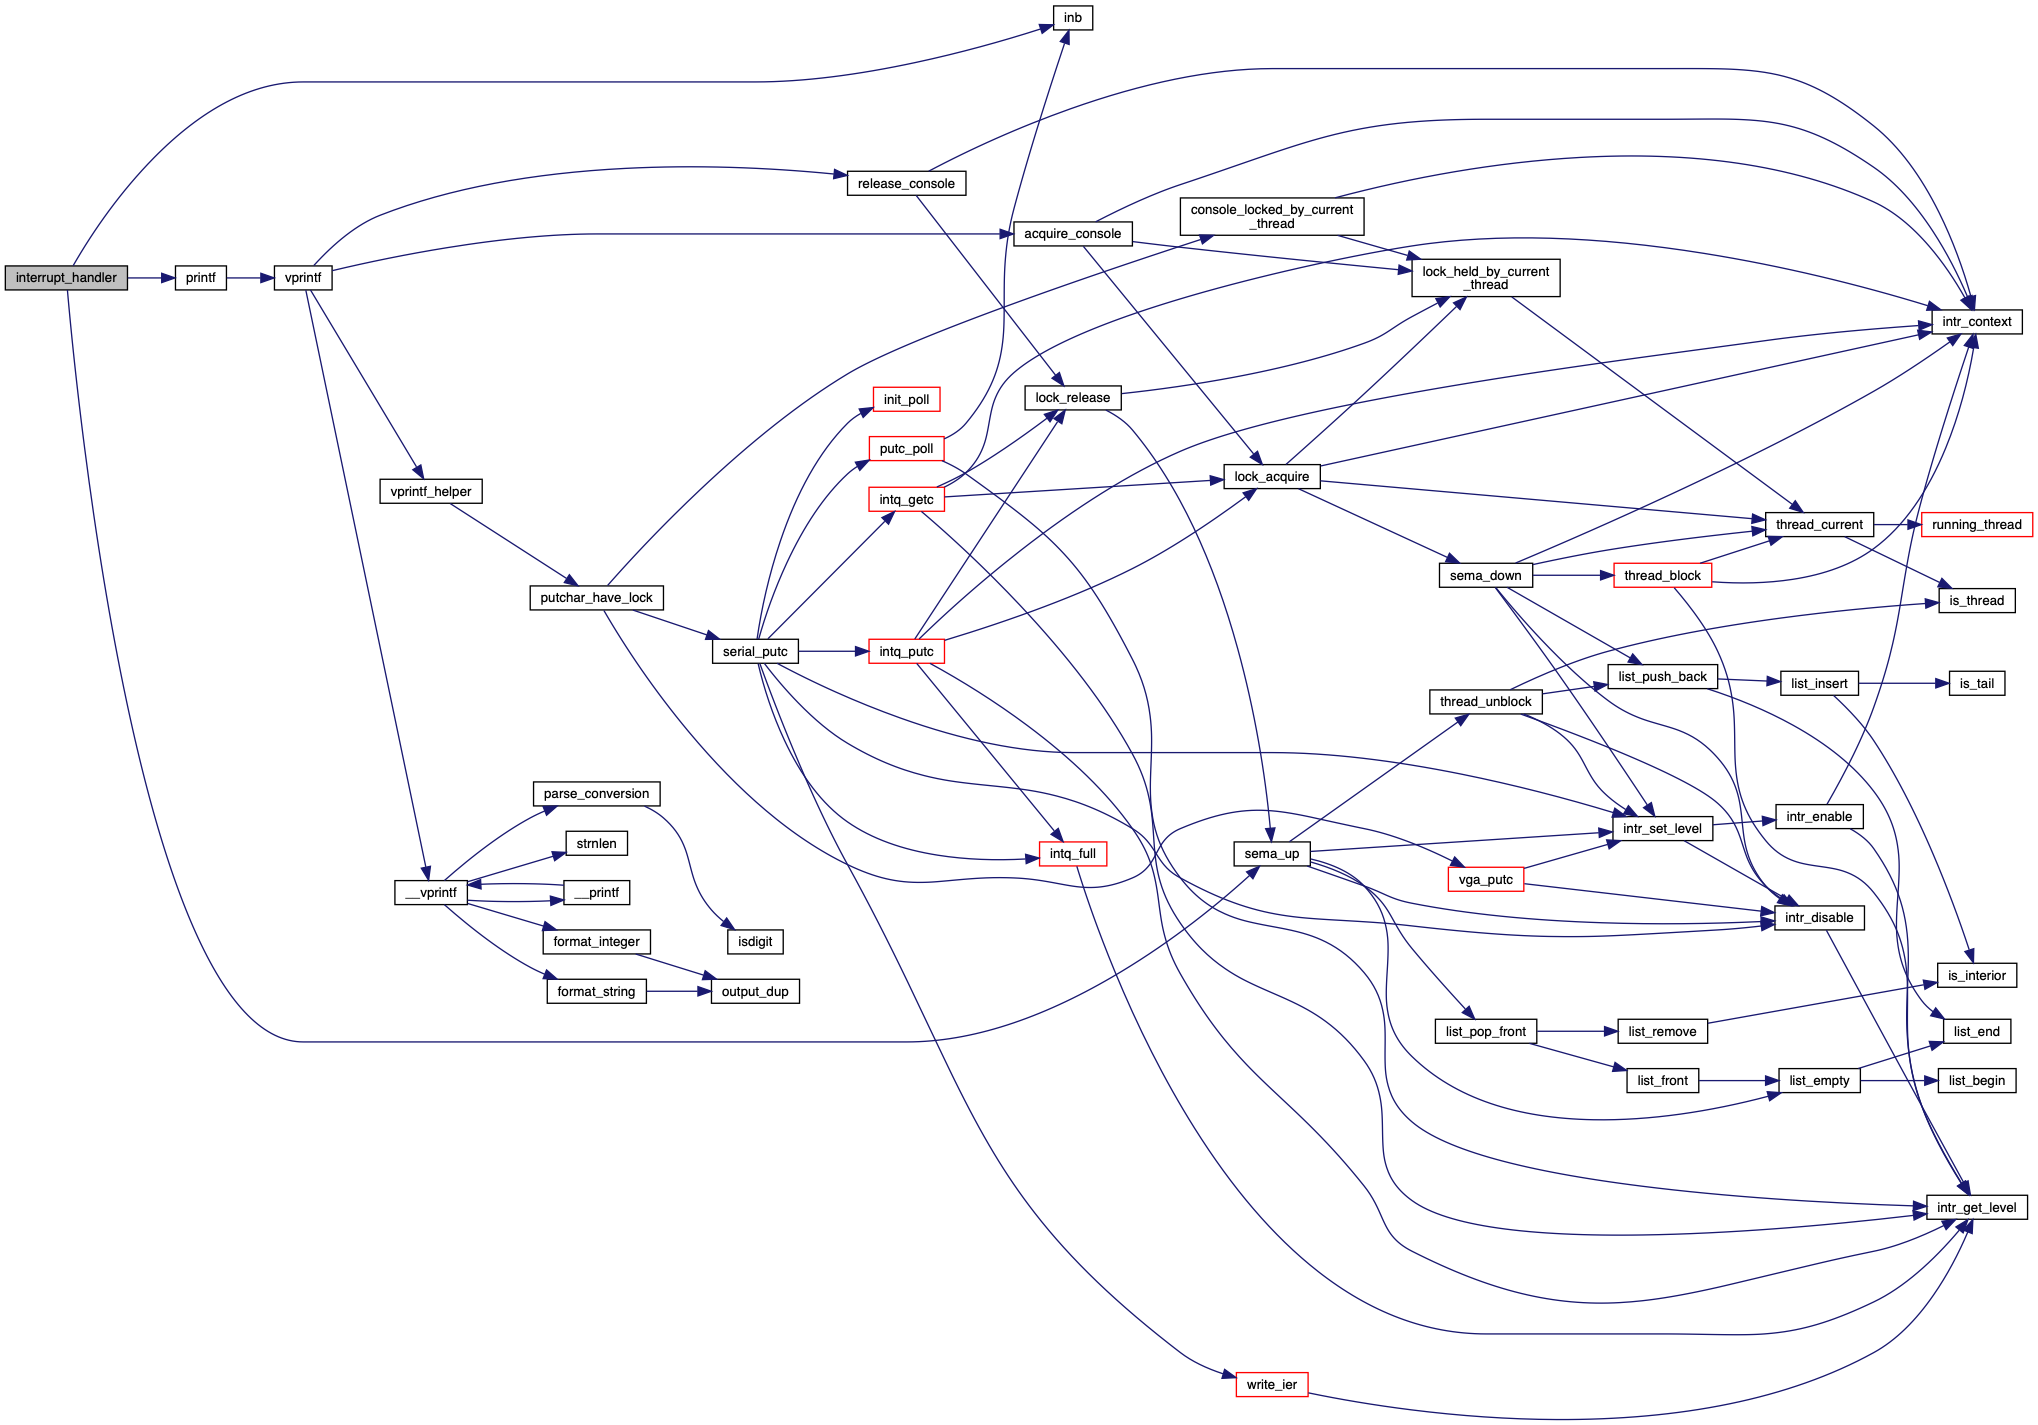 inb
release_console
console_locked_by_current
_thread
acquire_console
interrupt_handler
printf
vprintf
lock_held_by_current
_thread
intr_context
init_poll
lock_release
putc_poll
lock_acquire
vprintf_helper
intq_getc
thread_current
running_thread
sema_down
thread_block
putchar_have_lock
is_thread
serial_putc
intq_putc
list_push_back
list_insert
is_tail
thread_unblock
parse_conversion
intr_enable
intr_set_level
strnlen
intq_full
sema_up
vga_putc
__vprintf
__printf
intr_disable
format_integer
isdigit
is_interior
format_string
output_dup
list_pop_front
list_remove
list_end
list_front
list_empty
list_begin
intr_get_level
write_ier